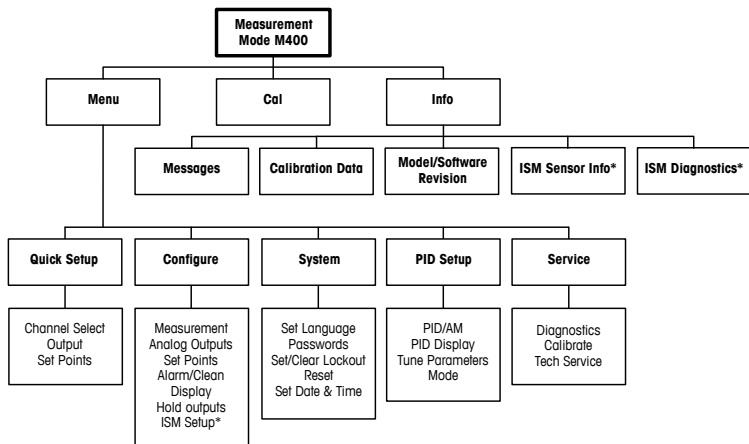 Measurement
Mode M400
Menu
Cal
Info
Messages
Calibration Data
Model/Software
Revision
ISM Sensor Info*
ISM Diagnostics*
Quick Setup
Configure
System
PID Setup
Service
Channel Select
Output
Set Points
Measurement
Analog Outputs
Set Points
Alarm/Clean
Display
Hold outputs
ISM Setup*
Set Language
Passwords
Set/Clear Lockout
Reset
Set Date & Time
PID/AM
PID Display
Tune Parameters
Mode
Diagnostics
Calibrate
Tech Service